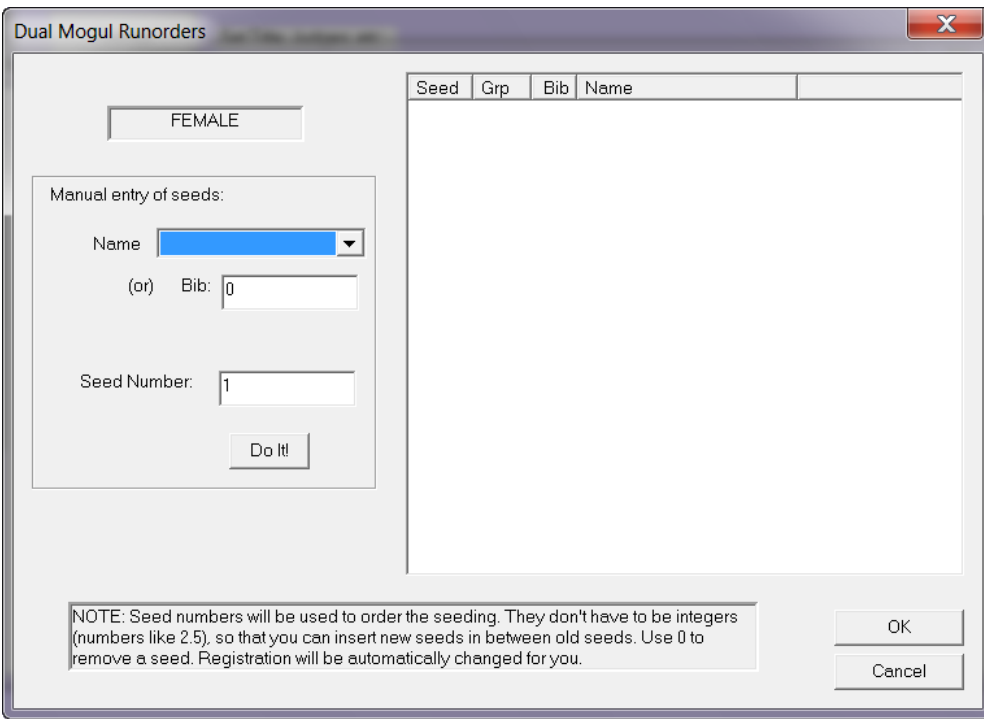 Dual Mogul Runorders
FEMALE
Manual entry of seeds:
Name
(or) Bib: 0
Seed Number: 1
Do It!
Seed Grp Bib Name
NOTE: Seed numbers will be used to order the seeding. They don't have to be integers
(numbers like 2.5), so that you can insert new seeds in between old seeds. Use 0 to
remove a seed. Registration will be automatically changed for you.
OK
Cancel